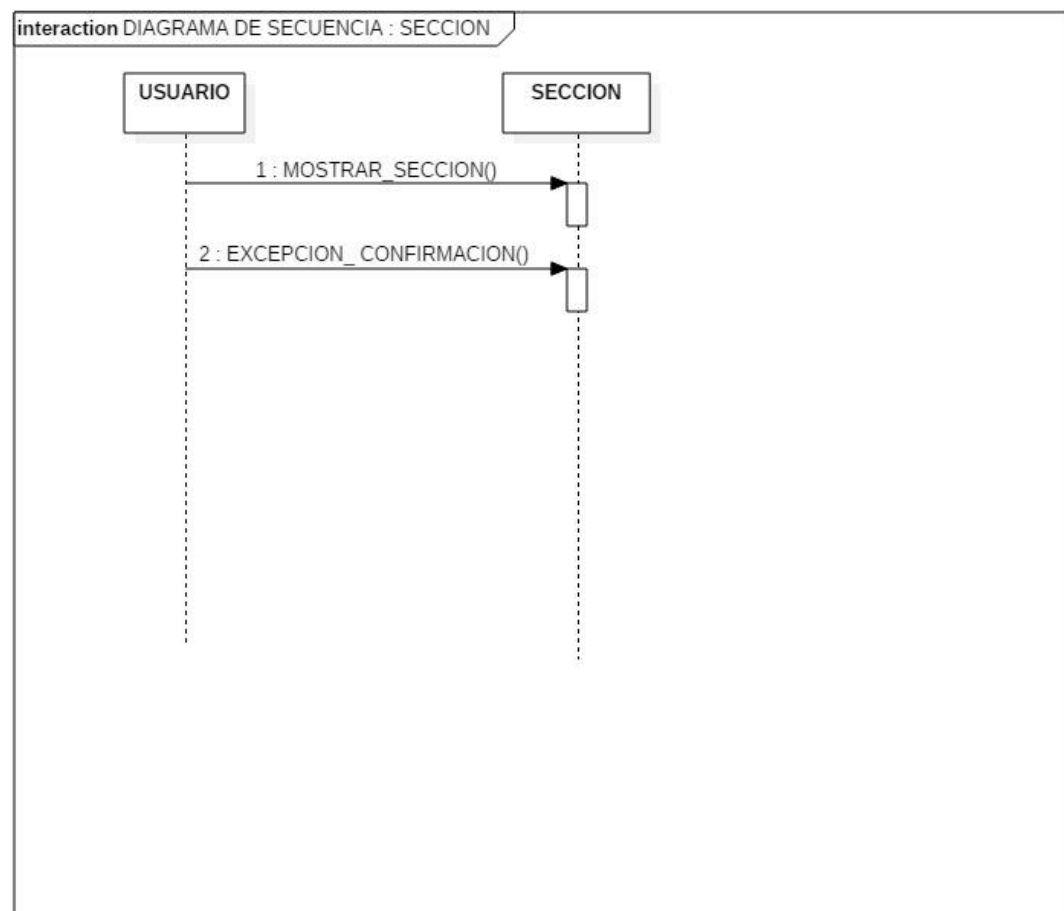 interaction DIAGRAMA DE SECUENCIA : SECCION
USUARIO
SECCION
1 : MOSTRAR_SECCION()
2 : EXCEPCION_ CONFIRMACION()